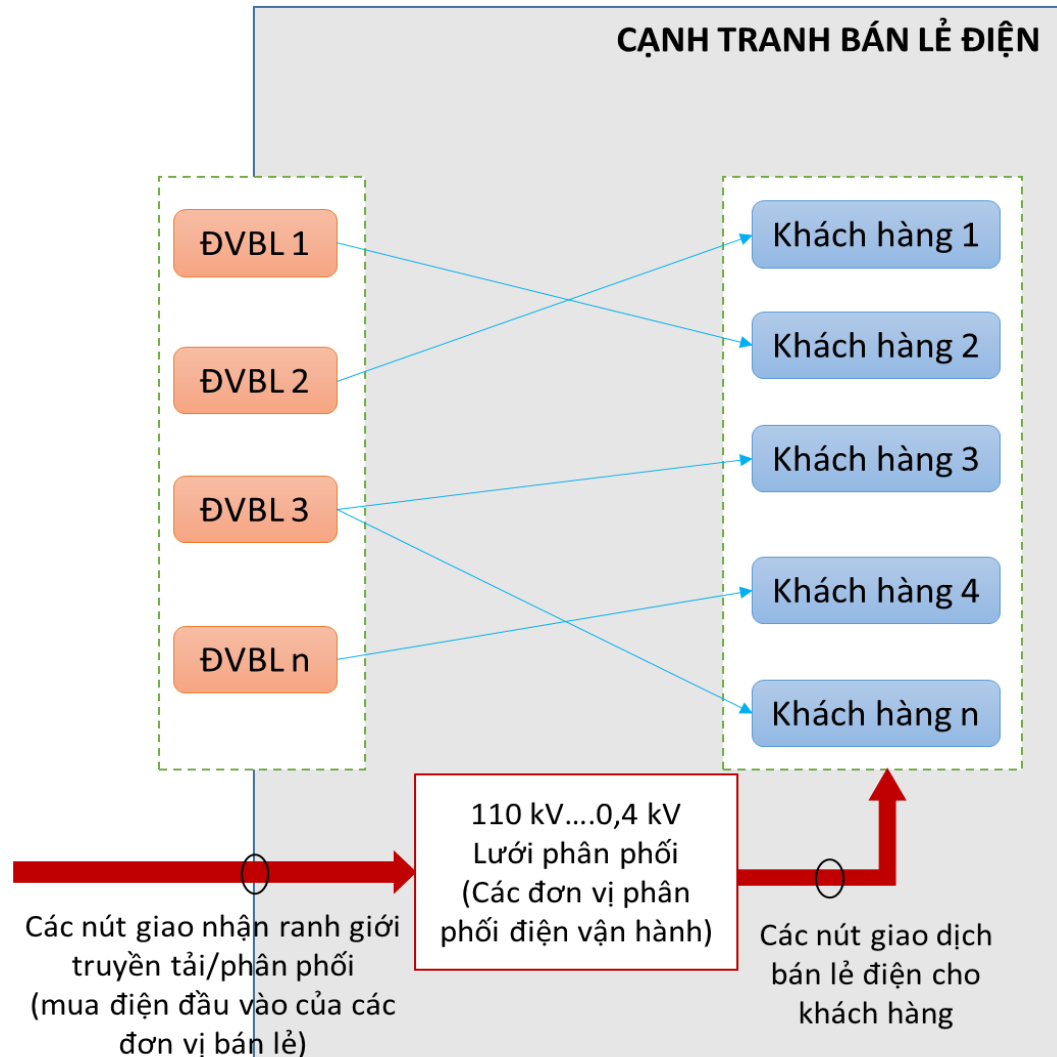 CẠNH TRANH BÁN LẺ ĐIỆN
ĐVBL 1
ĐVBL 2
ĐVBL 3
ĐVBL n
Khách hàng 1
Khách hàng 2
Khách hàng 3
Khách hàng 4
Khách hàng n
110 kV....0,4 kV
Lưới phân phối
(Các đơn vị phân
phối điện vận hành)
Các nút giao nhận ranh giới
truyền tải/phân phối
(mua điện đầu vào của các
đơn vị bán lẻ)
Các nút giao dịch
bán lẻ điện cho
khách hàng